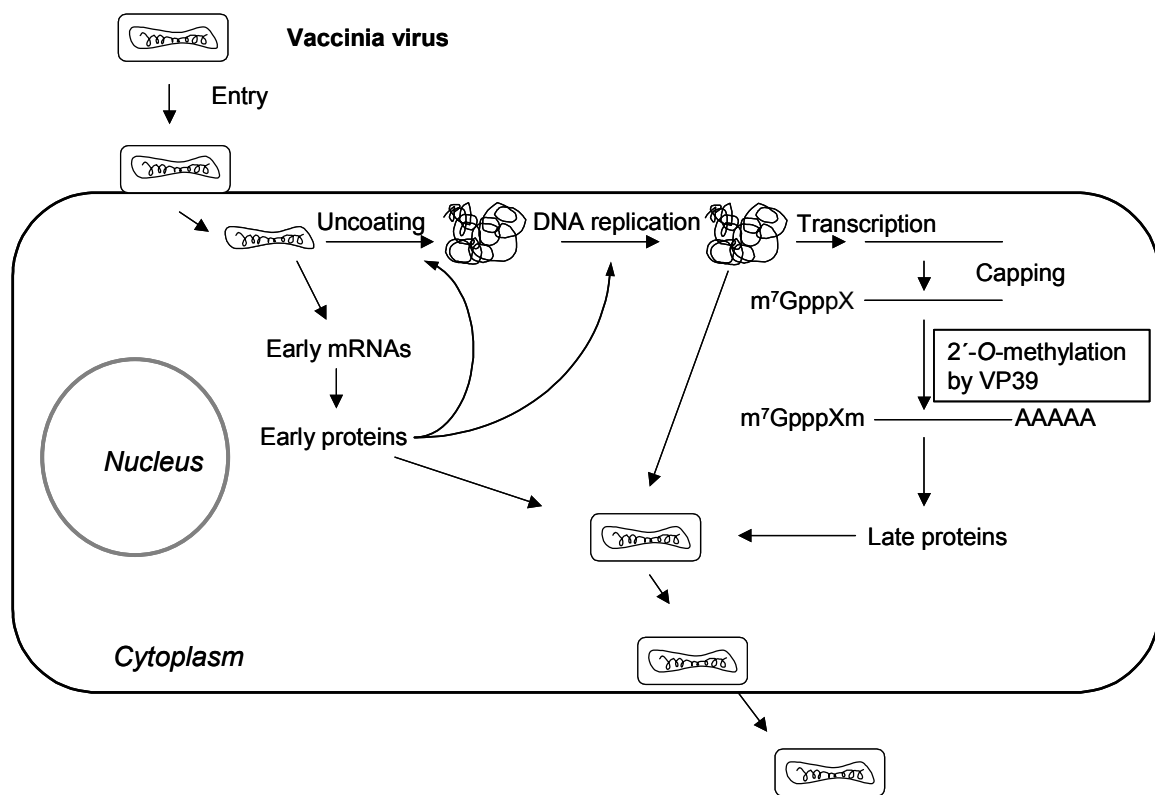 Vaccinia virus
Entry
Uncoating
DNA replication
Transcription
Capping
m⁷GpppX
Early mRNAs
2´-O-methylation
by VP39
m⁷GpppXm
AAAAA
Early proteins
Nucleus
Late proteins
Cytoplasm